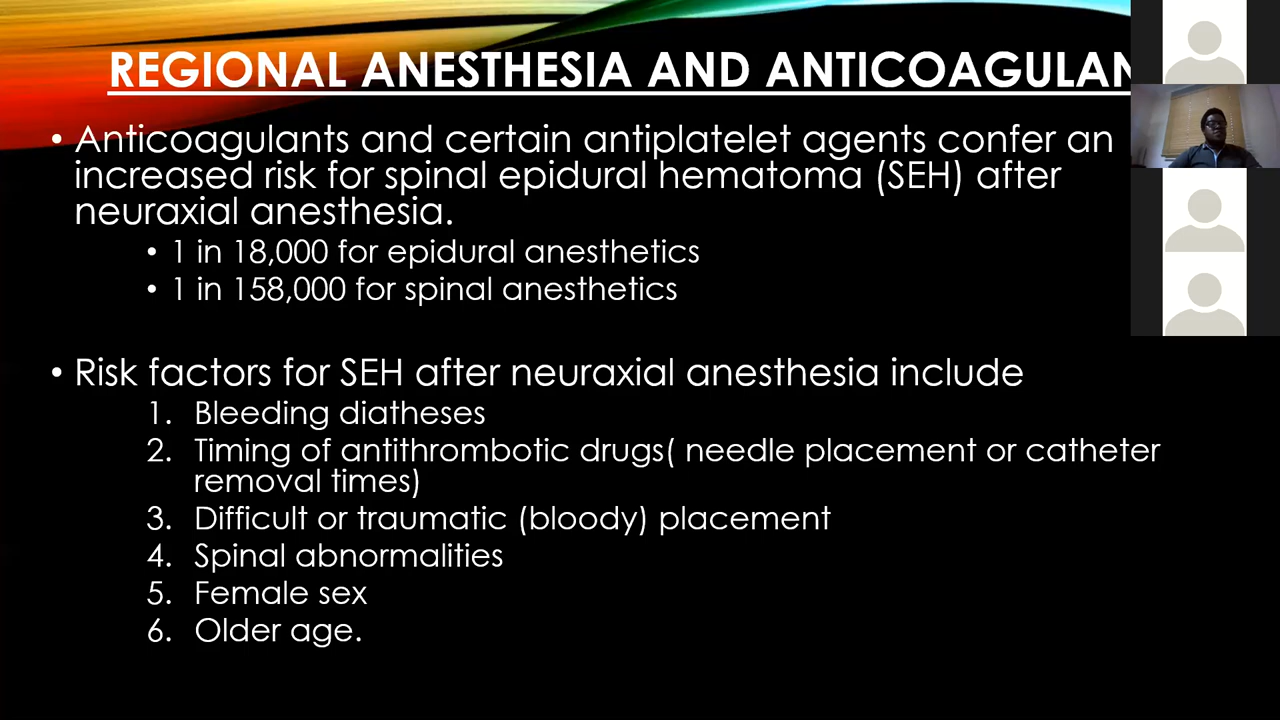 REGIONAL ANESTHESIA AND ANTICOAGULAN
• Anticoagulants and certain antiplatelet agents confer an
increased risk for spinal epidural hematoma (SEH) after
neuraxial anesthesia.
• 1 in 18,000 for epidural anesthetics
• 1 in 158,000 for spinal anesthetics
• Risk factors for SEH after neuraxial anesthesia include
1. Bleeding diatheses
2. Timing of antithrombotic drugs( needle placement or catheter
removal times)
3. Difficult or traumatic (bloody) placement
4. Spinal abnormalities
5. Female sex
6. Older age.